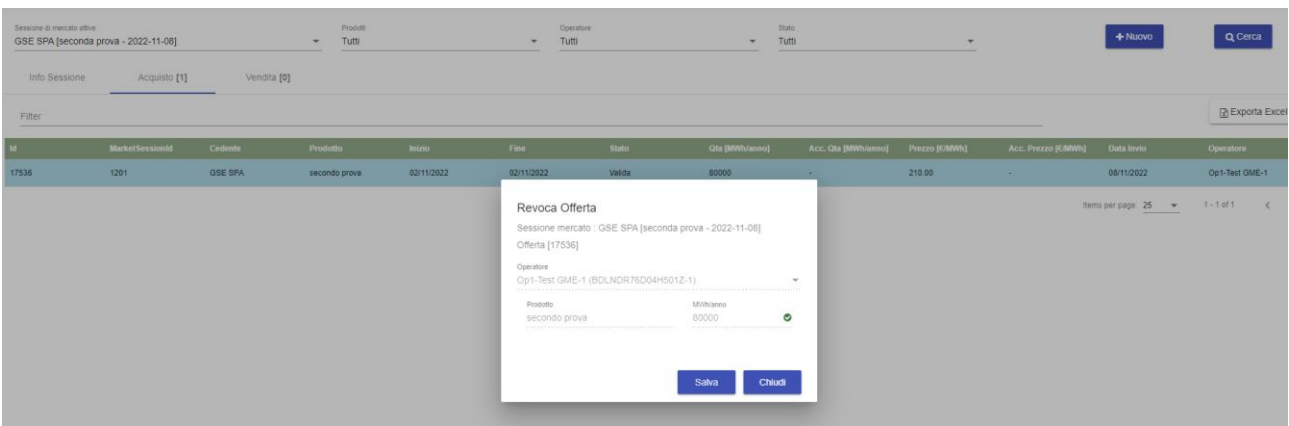 Sessione di mercato attive Prodotti Operatore Stato
GSE SPA [seconda prova - 2022-11-08] Tutti Tutti Tutti + Nuovo Cerca
Info Sessione Acquisto [1] Vendita [0]
Filter Exporta Excel
Id MarketSessionId Cedente Prodotto Inizio Fine Stato Qta [MWh/anno] Acc. Qta [MWh/anno] Prezzo [€/MWh] Acc. Prezzo [€/MWh] Data Invio Operatore
17536 1201 GSE SPA secondo prova 02/11/2022 02/11/2022 Valida 80000 - 210.00 - 08/11/2022 Op1-Test GME-1
Items per page: 25 1 - 1 of 1 <
Revoca Offerta
Sessione mercato : GSE SPA [seconda prova - 2022-11-08]
Offerta [17536]
Operatore
Op1-Test GME-1 (BDLNDR76D04H501Z-1)
Prodotto MWh/anno
secondo prova 80000
Salva Chiudi